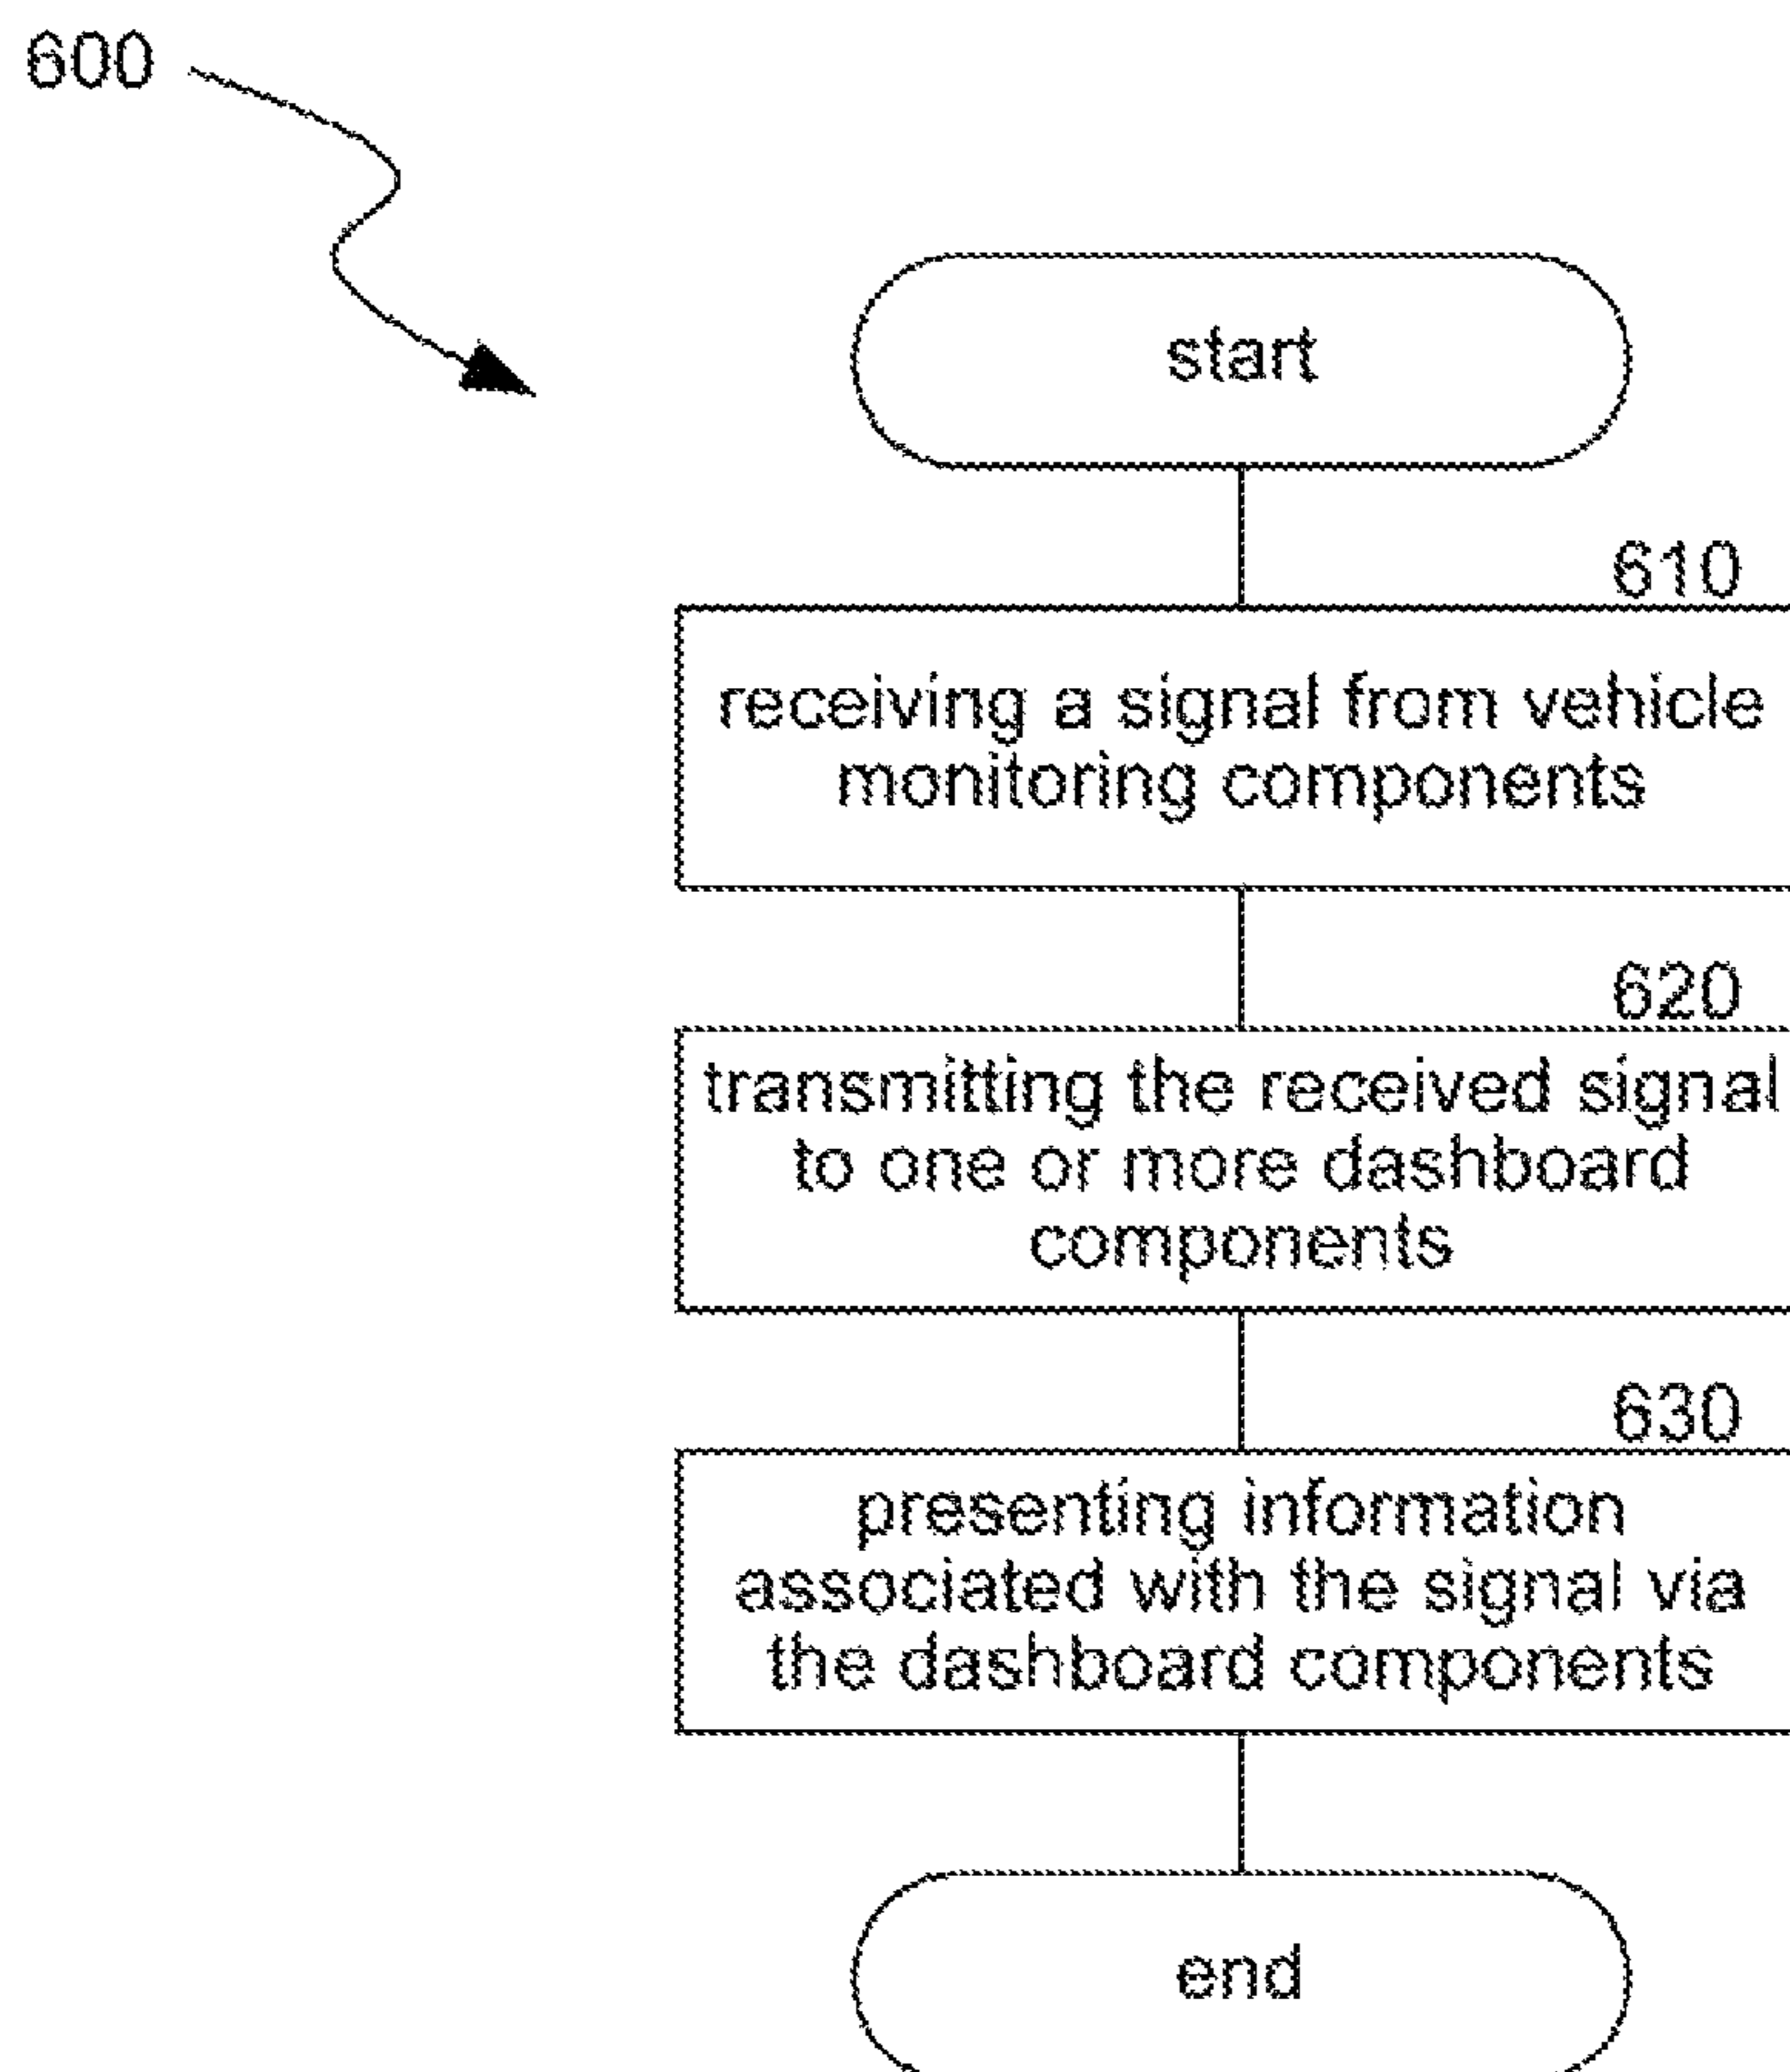 600
start
610
receiving a signal from vehicle
monitoring components
620
transmitting the received signal
to one or more dashboard
components
630
presenting information
associated with the signal via
the dashboard components
end